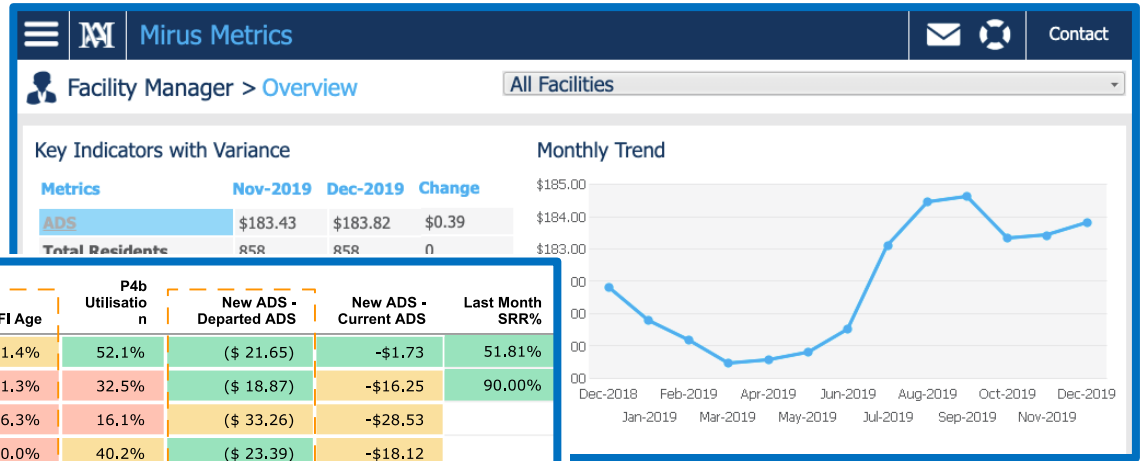 Mirus Metrics
Contact
Facility Manager > Overview
All Facilities
Key Indicators with Variance
Metrics Nov-2019 Dec-2019 Change
ADS $183.43 $183.82 $0.39
Total Residents 858 858 0
Monthly Trend
$185.00
$184.00
$183.00
00
00
00
00
Dec-2018 Feb-2019 Apr-2019 Jun-2019 Aug-2019 Oct-2019 Dec-2019
Jan-2019 Mar-2019 May-2019 Jul-2019 Sep-2019 Nov-2019
P4b
Utilisatio New ADS - New ADS - Last Month
FI Age n Departed ADS Current ADS SRR%
1.4% 52.1% ($ 21.65) -$1.73 51.81%
1.3% 32.5% ($ 18.87) -$16.25 90.00%
6.3% 16.1% ($ 33.26) -$28.53
0.0% 40.2% ($ 23.39) -$18.12